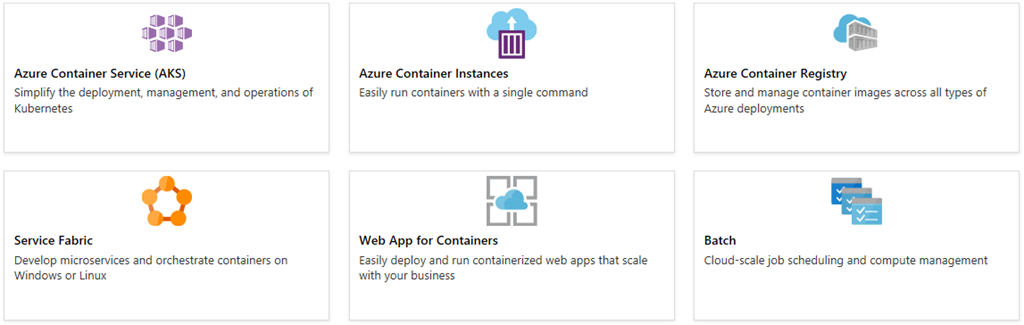 Azure Container Service (AKS)
Simplify the deployment, management, and operations of
Kubernetes
Azure Container Instances
Easily run containers with a single command
Azure Container Registry
Store and manage container images across all types of
Azure deployments
Service Fabric
Develop microservices and orchestrate containers on
Windows or Linux
Web App for Containers
Easily deploy and run containerized web apps that scale
with your business
Batch
Cloud-scale job scheduling and compute management